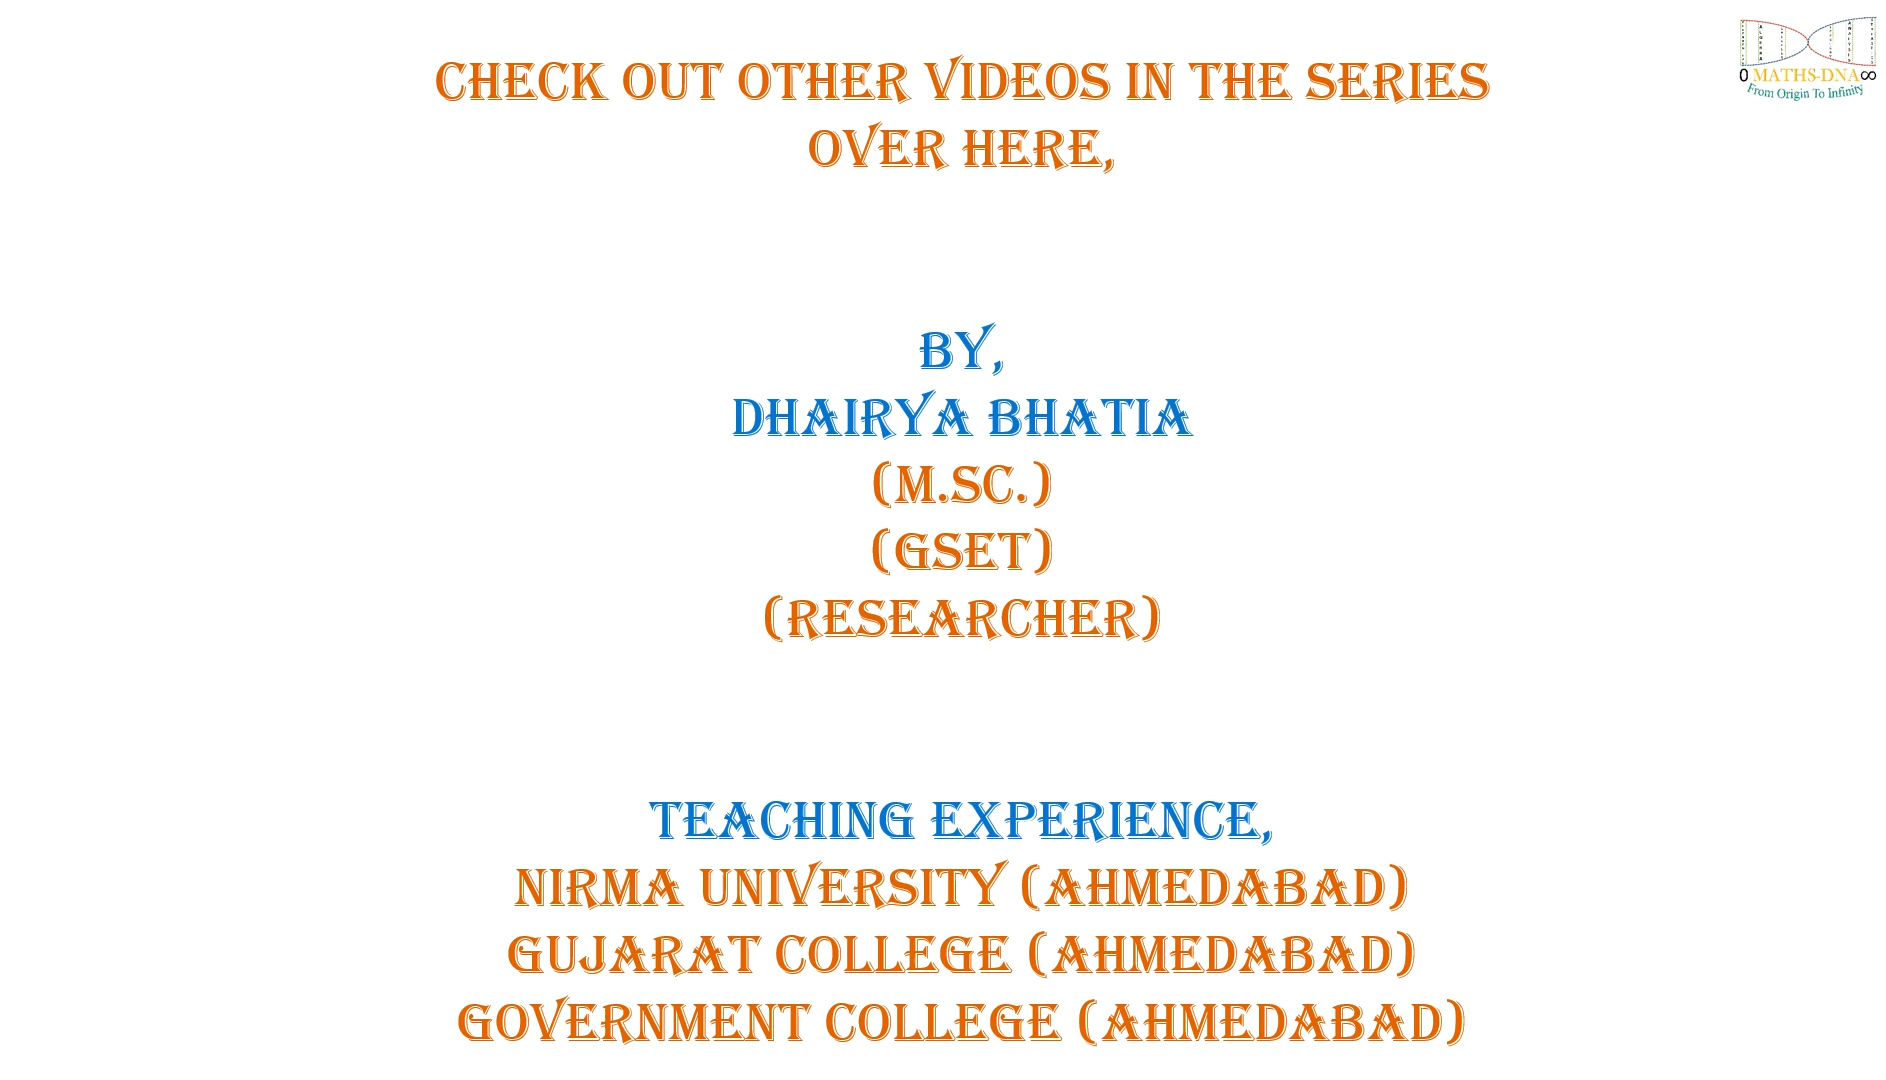 CHECK OUT OTHER VIDEOS IN THE SERIES
OVER HERE,
0 MATHS-DNA∞
From Origin To Infinity
BY,
DHAIRYA BHATIA
(M.SC.)
(GSET)
(RESEARCHER)
TEACHING EXPERIENCE,
NIRMA UNIVERSITY (AHMEDABAD)
GUJARAT COLLEGE (AHMEDABAD)
GOVERNMENT COLLEGE (AHMEDABAD)